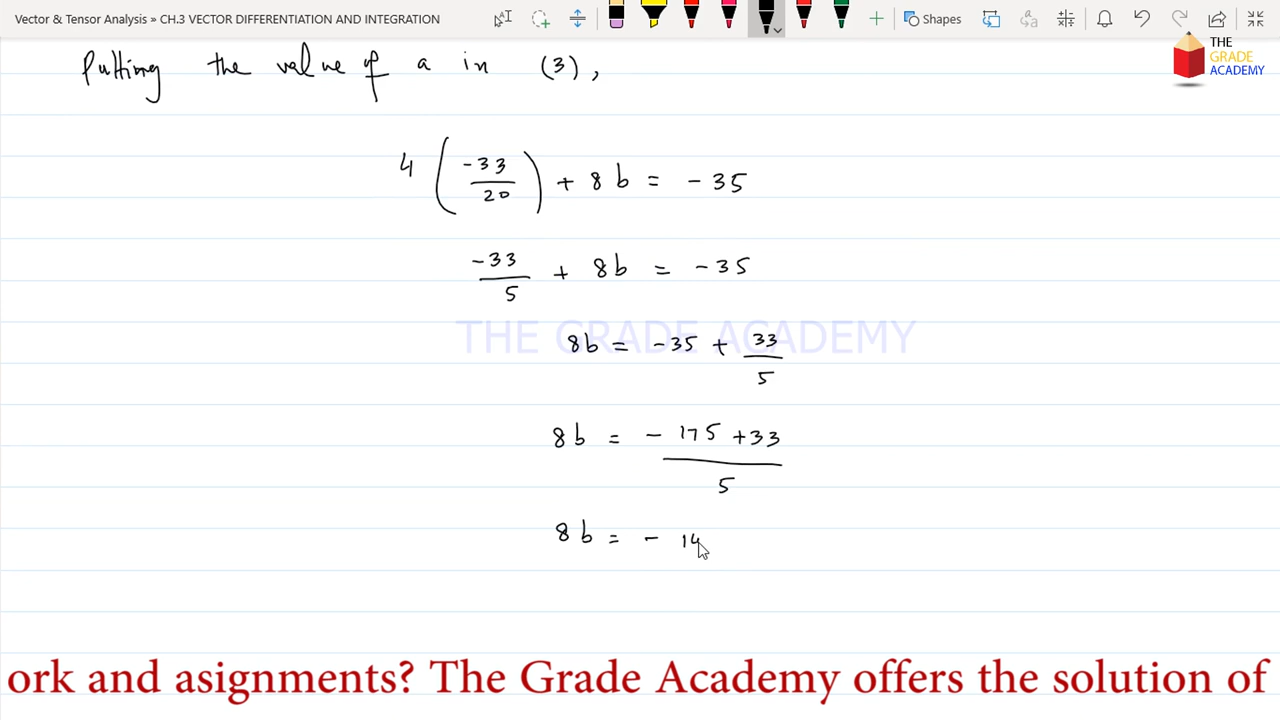 Vector & Tensor Analysis » CH.3 VECTOR DIFFERENTIATION AND INTEGRATION
Shapes
THE
GRADE
ACADEMY
Putting the value of a in (3),
4 (-33/20) + 8b = -35
-33/5 + 8b = -35
THE GRADE ACADEMY
8b = -35 + 33/5
8b = -175 +33/5
8b = - 14
ork and asignments? The Grade Academy offers the solution of